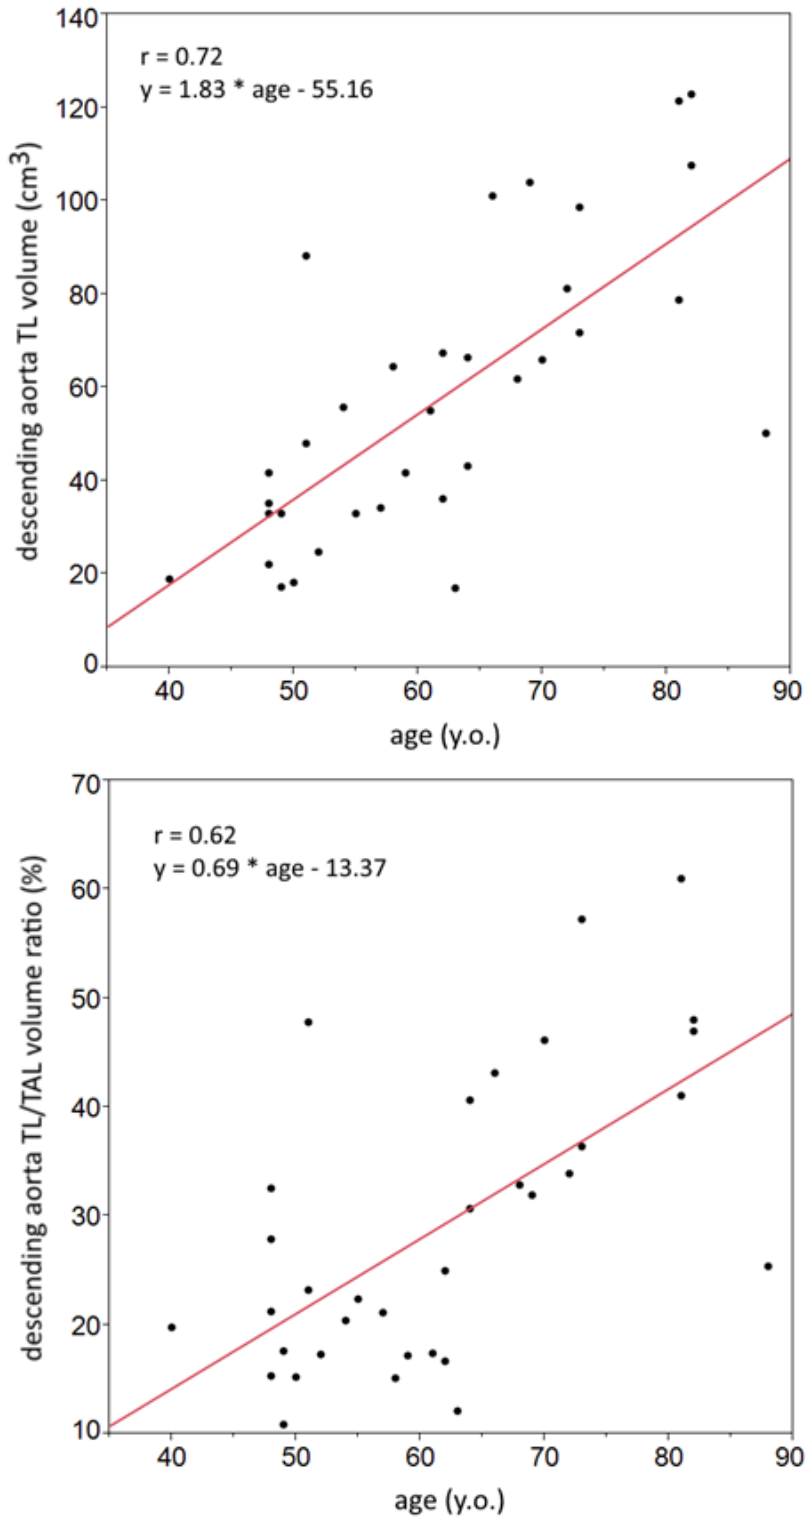 r = 0.72
y = 1.83 * age - 55.16
descending aorta TL volume (cm³)
140
120
100
80
60
40
20
0
40 50 60 70 80 90
age (y.o.)
r = 0.62
y = 0.69 * age - 13.37
descending aorta TL/TAL volume ratio (%)
70
60
50
40
30
20
10
40 50 60 70 80 90
age (y.o.)